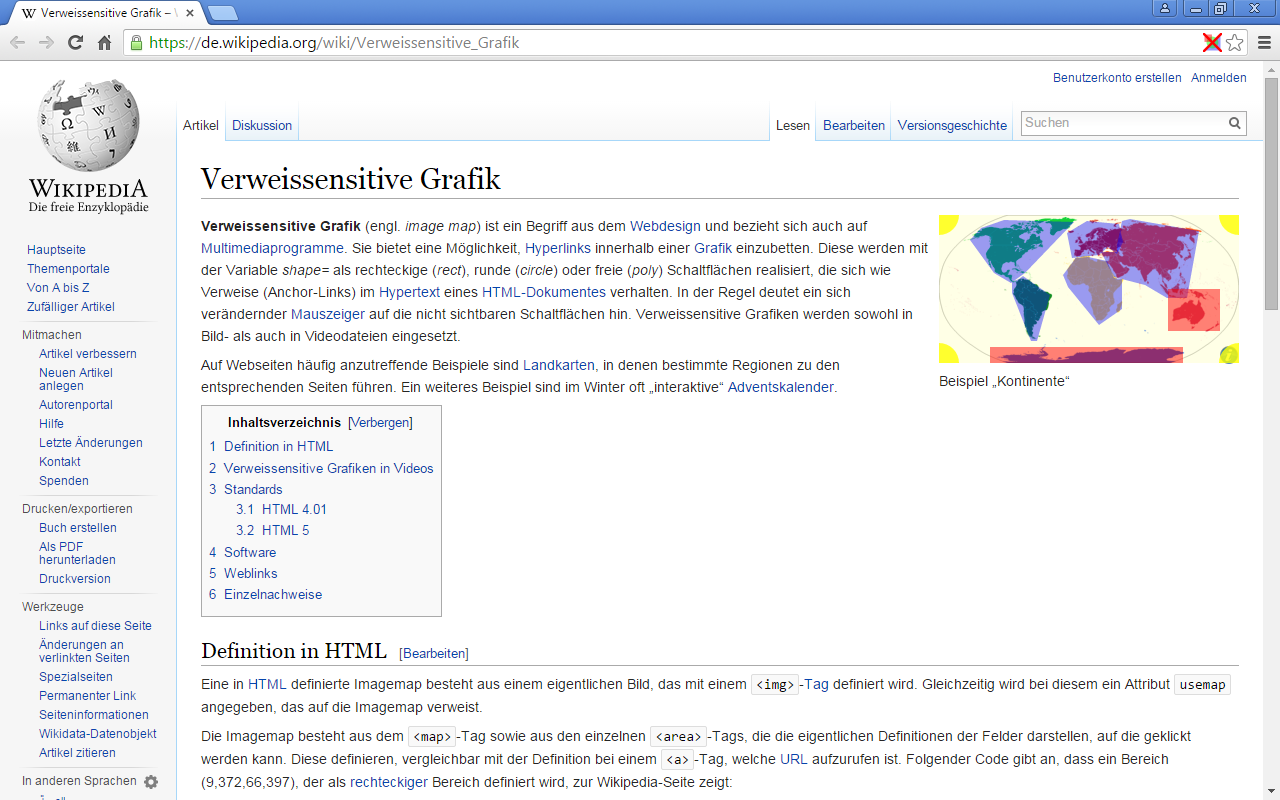 Verweissensitive Grafik – W
https://de.wikipedia.org/wiki/Verweissensitive_Grafik
Benutzerkonto erstellen Anmelden
Artikel Diskussion Lesen Bearbeiten Versionsgeschichte Suchen
WIKIPEDIA
Die freie Enzyklopädie
Hauptseite
Themenportale
Von A bis Z
Zufälliger Artikel
Mitmachen
Artikel verbessern
Neuen Artikel
anlegen
Autorenportal
Hilfe
Letzte Änderungen
Kontakt
Spenden
Drucken/exportieren
Buch erstellen
Als PDF
herunterladen
Druckversion
Werkzeuge
Links auf diese Seite
Änderungen an
verlinkten Seiten
Spezialseiten
Permanenter Link
Seiteninformationen
Wikidata-Datenobjekt
Artikel zitieren
In anderen Sprachen
Verweissensitive Grafik
Verweissensitive Grafik (engl. image map) ist ein Begriff aus dem Webdesign und bezieht sich auch auf
Multimediaprogramme. Sie bietet eine Möglichkeit, Hyperlinks innerhalb einer Grafik einzubetten. Diese werden mit
der Variable shape= als rechteckige (rect), runde (circle) oder freie (poly) Schaltflächen realisiert, die sich wie
Verweise (Anchor-Links) im Hypertext eines HTML-Dokumentes verhalten. In der Regel deutet ein sich
verändernder Mauszeiger auf die nicht sichtbaren Schaltflächen hin. Verweissensitive Grafiken werden sowohl in
Bild- als auch in Videodateien eingesetzt.
Auf Webseiten häufig anzutreffende Beispiele sind Landkarten, in denen bestimmte Regionen zu den
entsprechenden Seiten führen. Ein weiteres Beispiel sind im Winter oft „interaktive“ Adventskalender.
Beispiel „Kontinente“
Inhaltsverzeichnis [Verbergen]
1 Definition in HTML
2 Verweissensitive Grafiken in Videos
3 Standards
3.1 HTML 4.01
3.2 HTML 5
4 Software
5 Weblinks
6 Einzelnachweise
Definition in HTML [Bearbeiten]
Eine in HTML definierte Imagemap besteht aus einem eigentlichen Bild, das mit einem <img>-Tag definiert wird. Gleichzeitig wird bei diesem ein Attribut usemap
angegeben, das auf die Imagemap verweist.
Die Imagemap besteht aus dem <map>-Tag sowie aus den einzelnen <area>-Tags, die die eigentlichen Definitionen der Felder darstellen, auf die geklickt
werden kann. Diese definieren, vergleichbar mit der Definition bei einem <a>-Tag, welche URL aufzurufen ist. Folgender Code gibt an, dass ein Bereich
(9,372,66,397), der als rechteckiger Bereich definiert wird, zur Wikipedia-Seite zeigt: